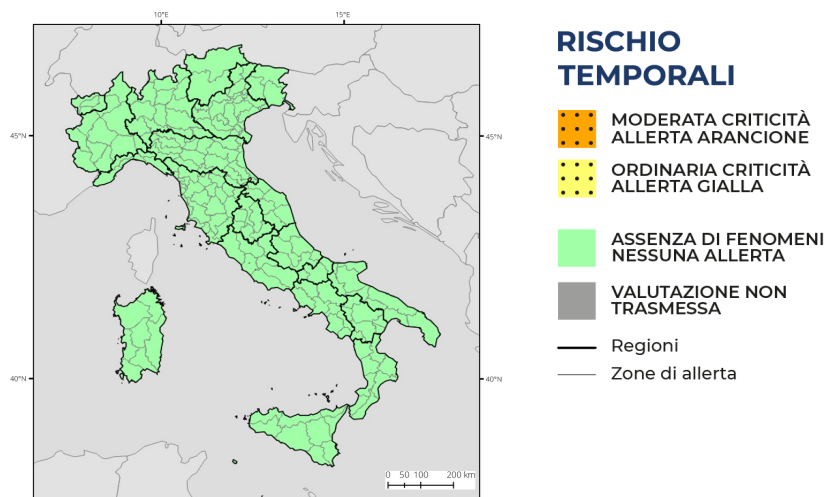 10°E
15°E
45°N
45°N
40°N
40°N
0 50 100 200 km
RISCHIO
TEMPORALI
MODERATA CRITICITÀ
ALLERTA ARANCIONE
ORDINARIA CRITICITÀ
ALLERTA GIALLA
ASSENZA DI FENOMENI
NESSUNA ALLERTA
VALUTAZIONE NON
TRASMESSA
Regioni
Zone di allerta